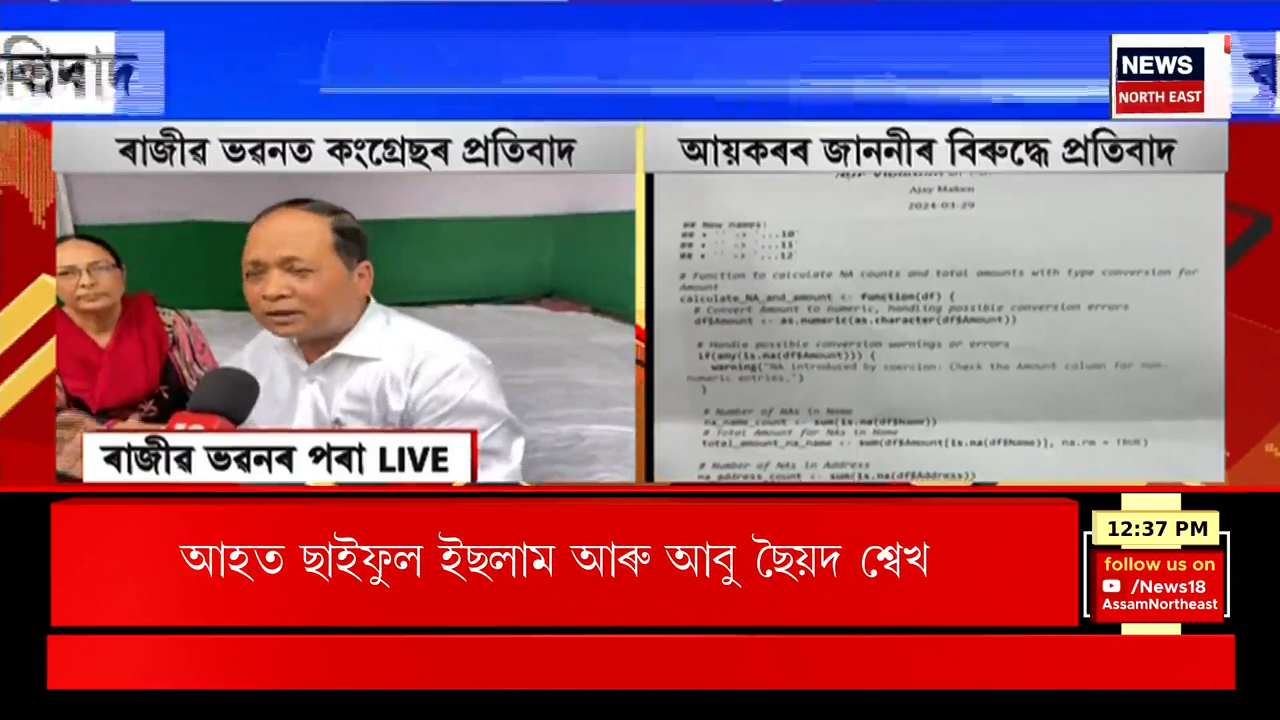 NEWS
NORTH EAST
ৰাজীৱ ভৱনত কংগ্ৰেছৰ প্ৰতিবাদ
আয়কৰৰ জাননীৰ বিৰুদ্ধে প্ৰতিবাদ
Ajay Maken
2024-03-29
## New names:
## • `` -> `...10`
## • `` -> `...11`
## • `` -> `...12`
# Function to calculate NA counts and total amounts with type conversion for
Amount
calculate_NA_and_amount <- function(df) {
# Convert Amount to numeric, handling possible conversion errors
df$Amount <- as.numeric(as.character(df$Amount))
# Handle possible conversion warnings or errors
if(any(is.na(df$Amount))) {
warning("NA introduced by coercion: Check the Amount column for non-
numeric entries.")
}
# Number of NAs in Name
na_name_count <- sum(is.na(df$Name))
# Total Amount for NAs in Name
total_amount_na_name <- sum(df$Amount[is.na(df$Name)], na.rm = TRUE)
# Number of NAs in Address
na_address_count <- sum(is.na(df$Address))
ৰাজীৱ ভৱনৰ পৰা LIVE
আহত ছাইফুল ইছলাম আৰু আবু ছৈয়দ শ্বেখ
12:37 PM
follow us on
/News18
AssamNortheast